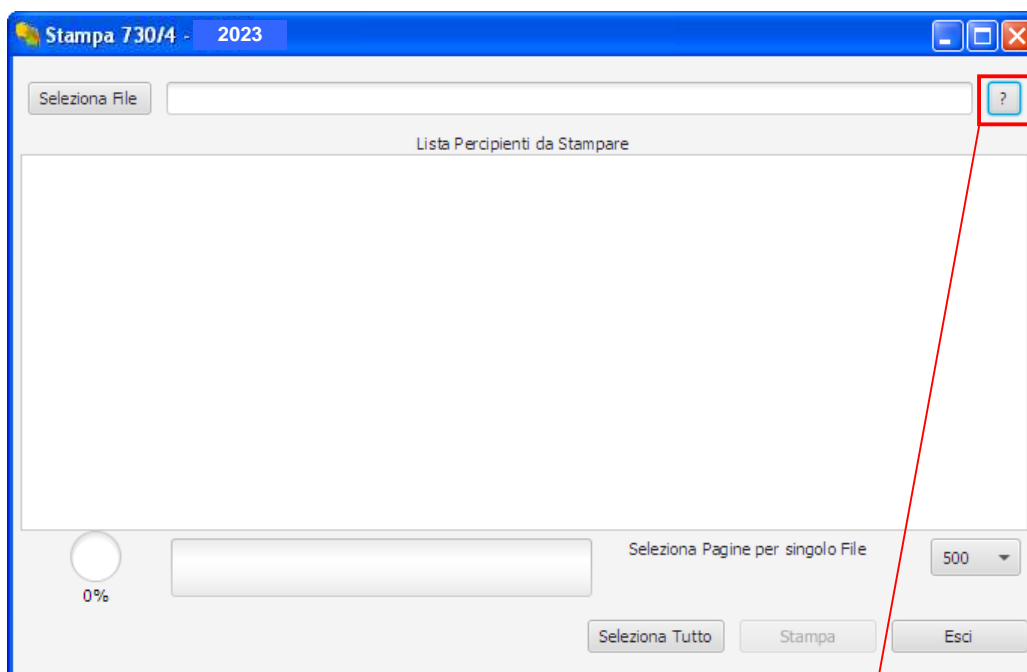 Stampa 730/4 - 2023
Seleziona File
?
Lista Percipienti da Stampare
Seleziona Pagine per singolo File
500
0%
Seleziona Tutto
Stampa
Esci